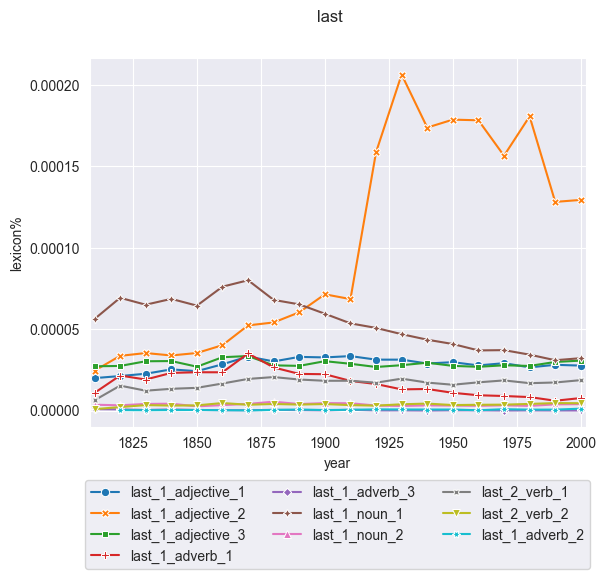 last
0.00020
0.00015
0.00010
0.00005
0.00000
lexicon%
1825 1850 1875 1900 1925 1950 1975 2000
year
last_1_adjective_1 last_1_adverb_3 last_2_verb_1
last_1_adjective_2 last_1_noun_1 last_2_verb_2
last_1_adjective_3 last_1_noun_2 last_1_adverb_2
last_1_adverb_1